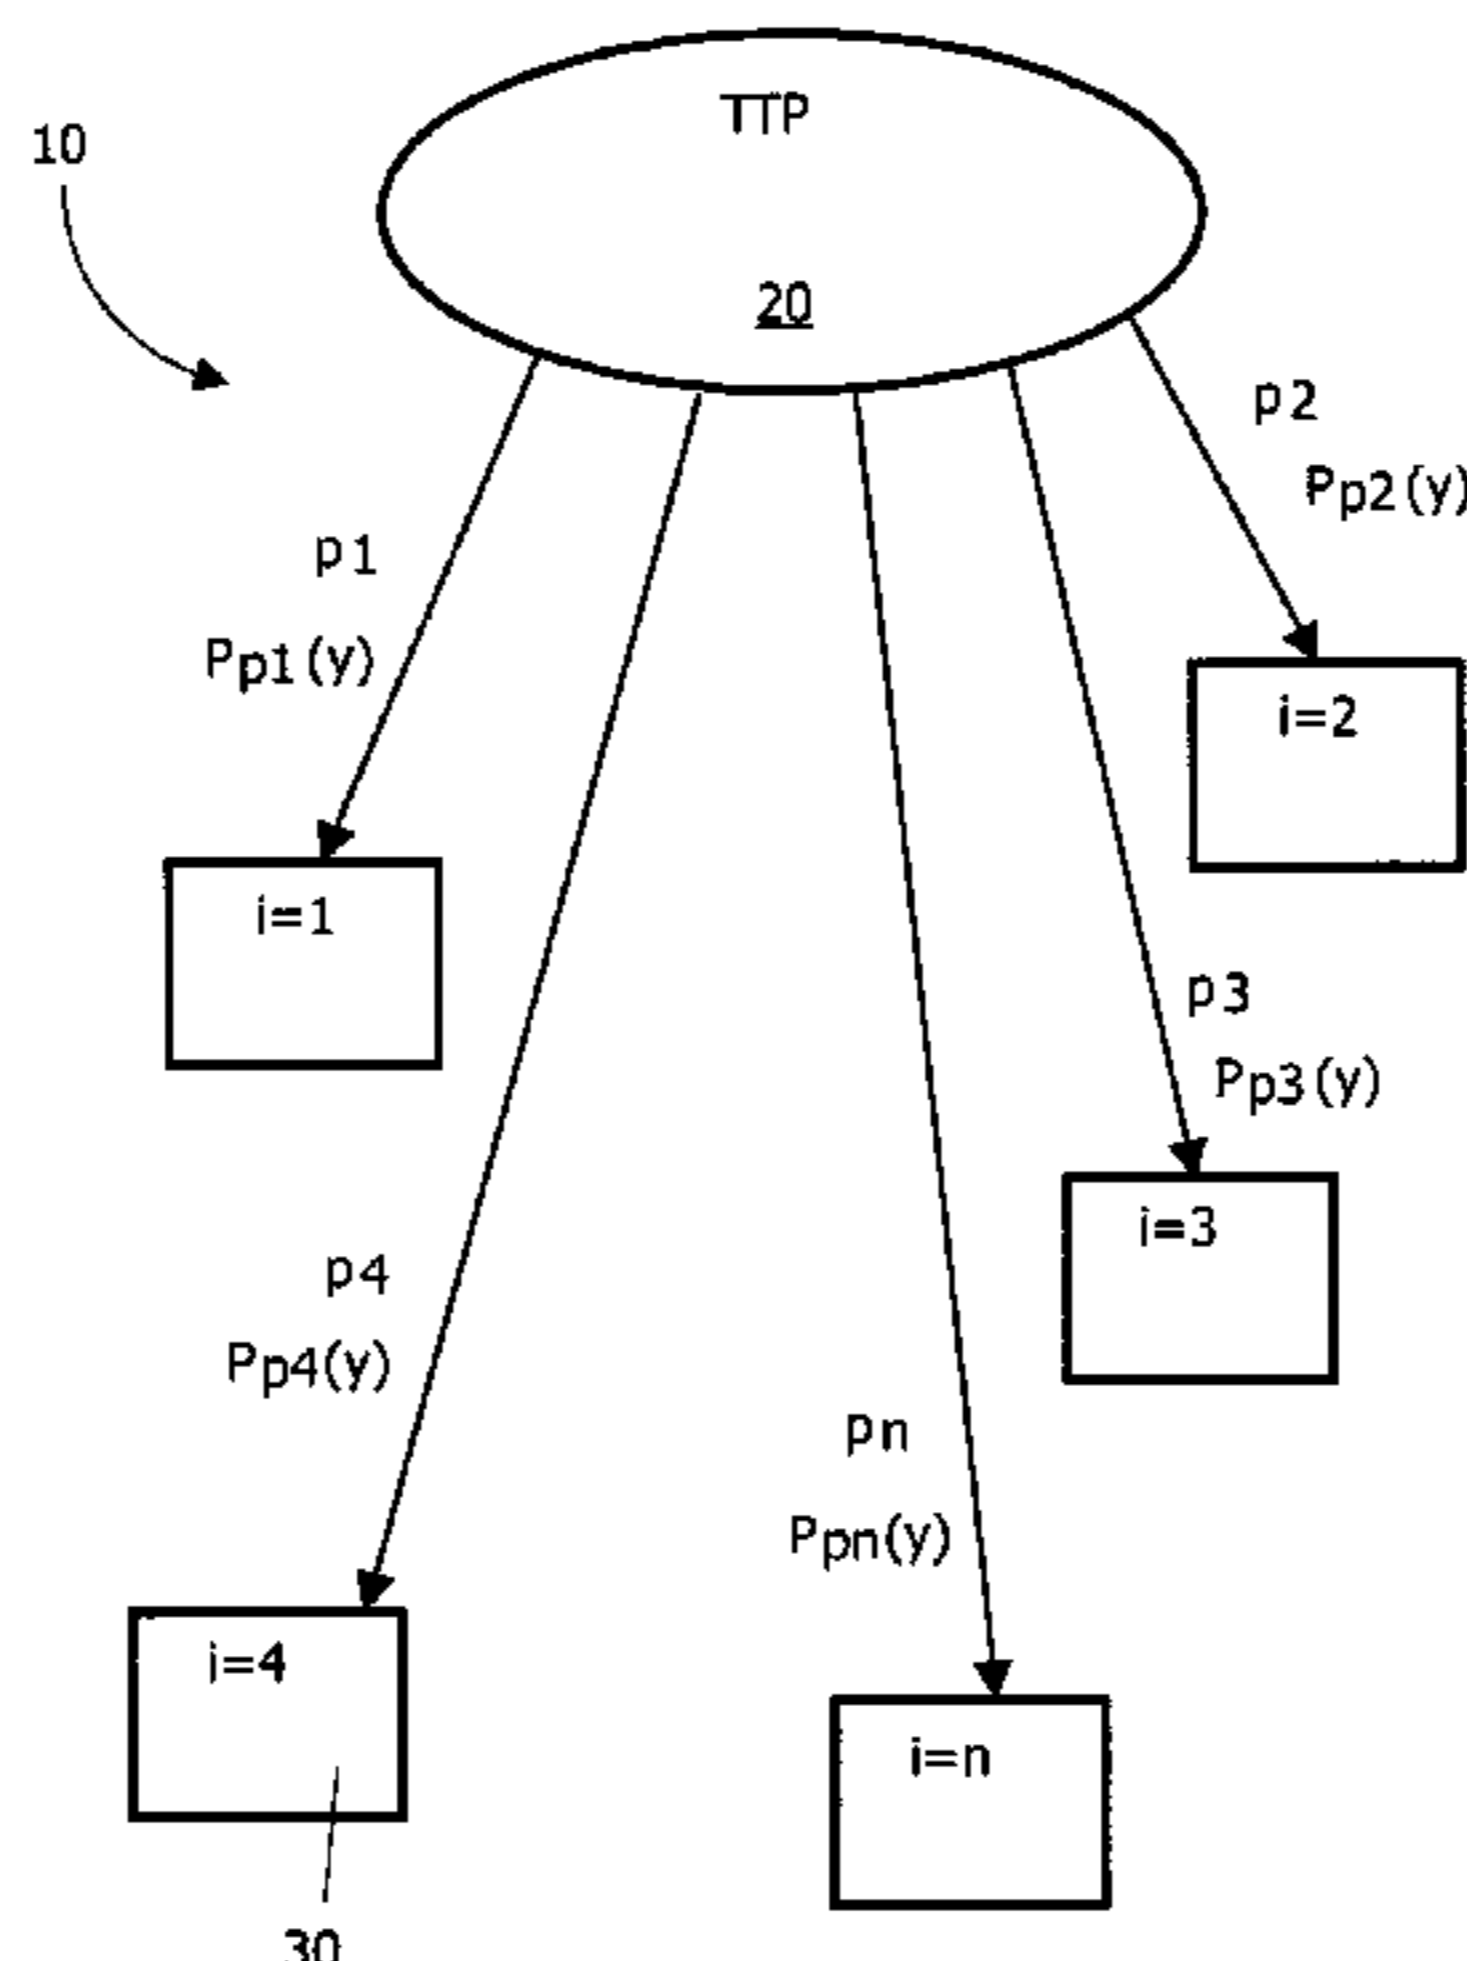 TTP
10
20
p2
Pp2(y)
p1
Pp1(y)
i=2
i=1
p3
Pp3(y)
i=3
p4
Pp4(y)
pn
Ppn(y)
i=4
i=n
30